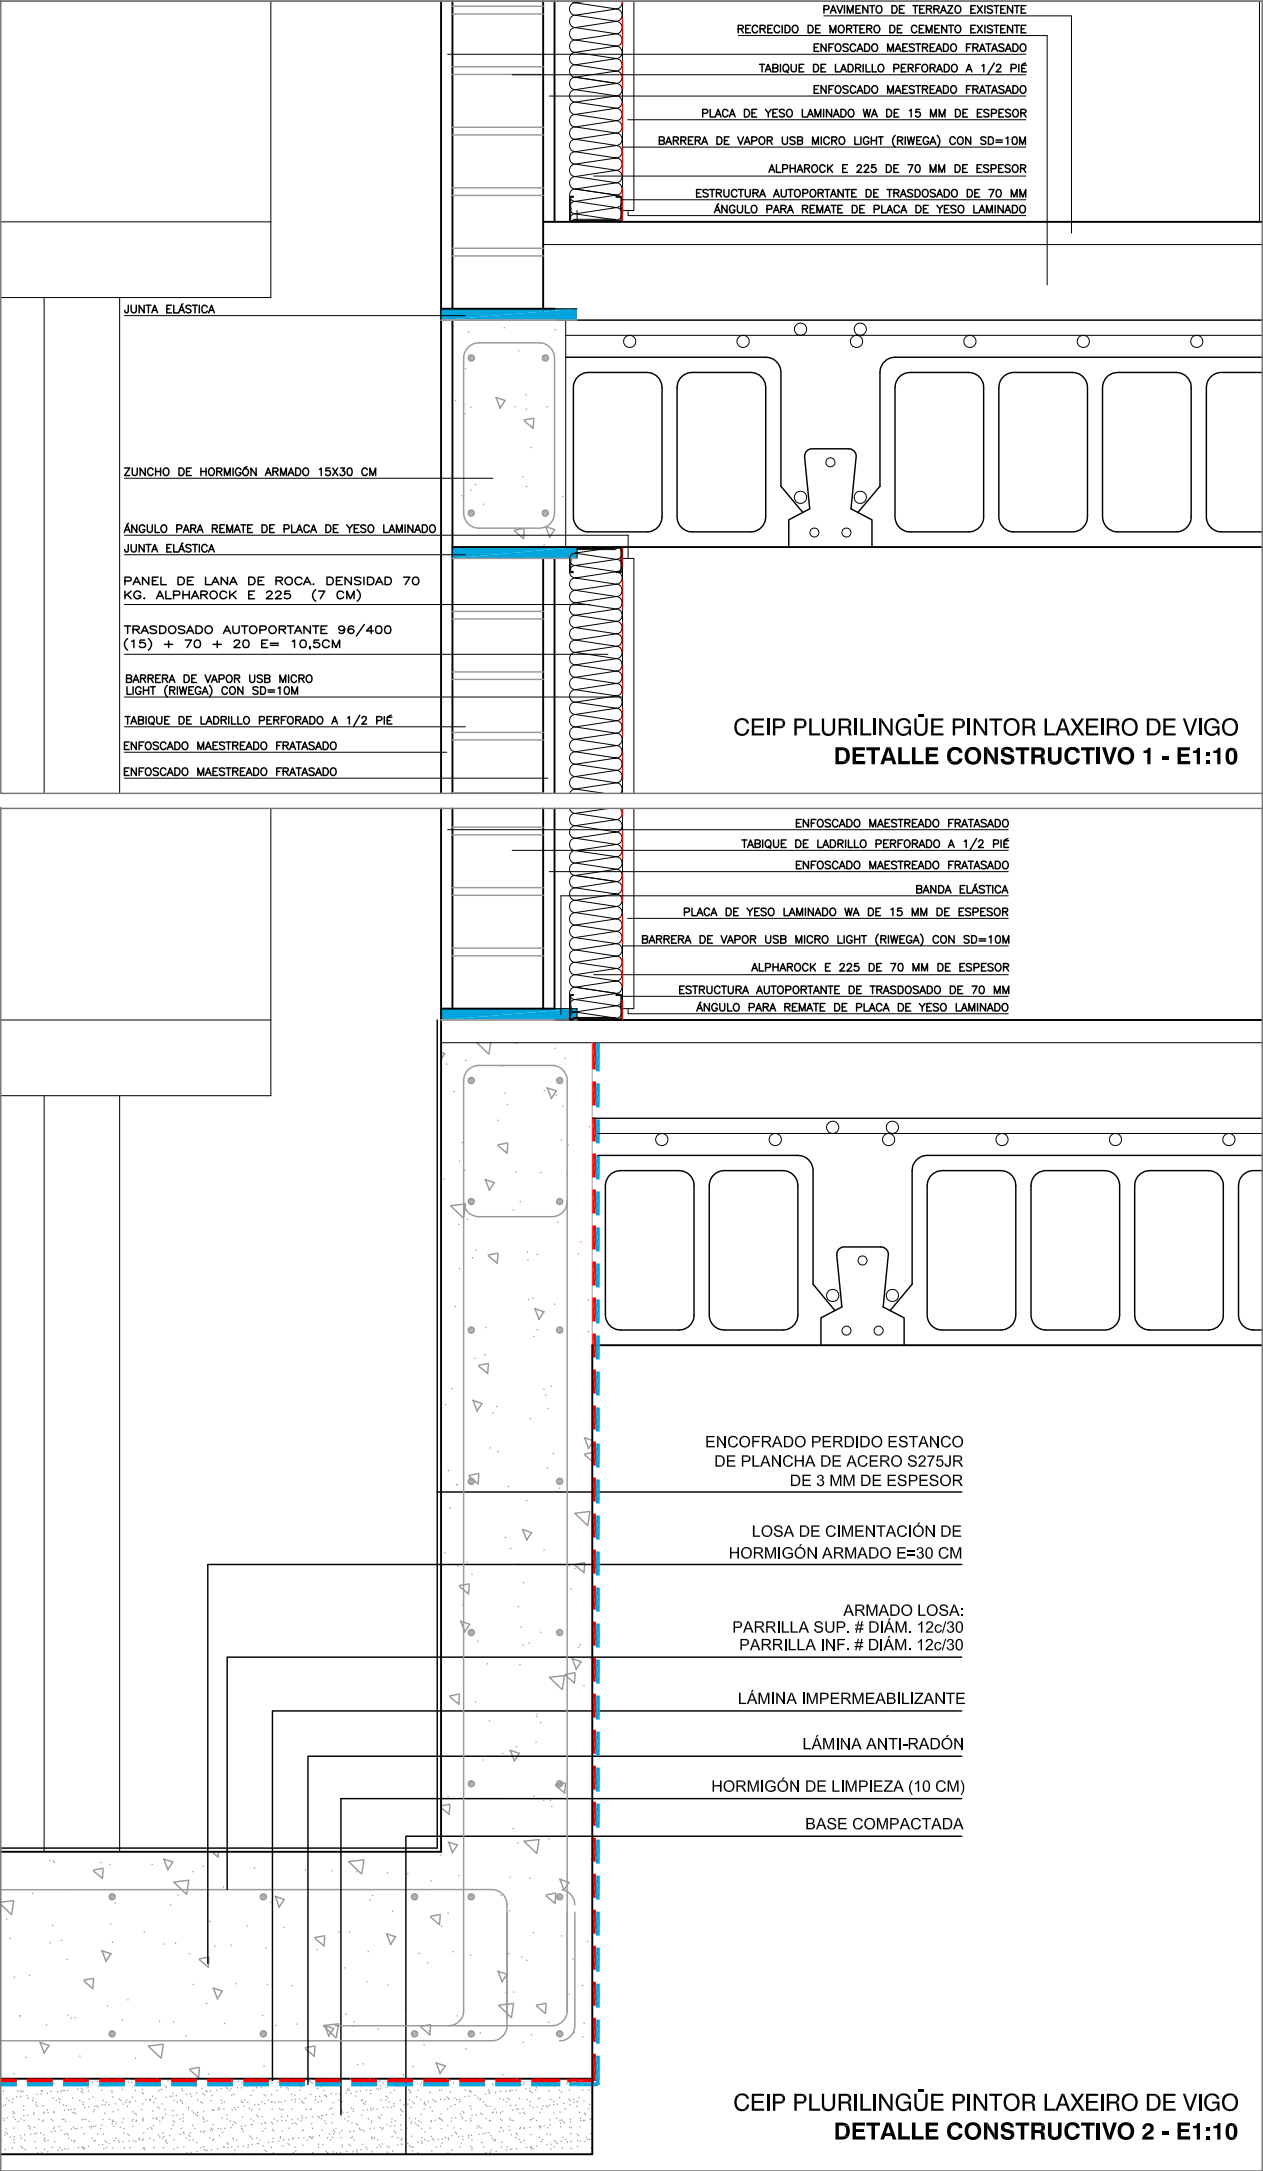 PAVIMENTO DE TERRAZO EXISTENTE
RECRECIDO DE MORTERO DE CEMENTO EXISTENTE
ENFOSCADO MAESTREADO FRATASADO
TABIQUE DE LADRILLO PERFORADO A 1/2 PIÉ
ENFOSCADO MAESTREADO FRATASADO
PLACA DE YESO LAMINADO WA DE 15 MM DE ESPESOR
BARRERA DE VAPOR USB MICRO LIGHT (RIWEGA) CON SD=10M
ALPHAROCK E 225 DE 70 MM DE ESPESOR
ESTRUCTURA AUTOPORTANTE DE TRASDOSADO DE 70 MM
ÁNGULO PARA REMATE DE PLACA DE YESO LAMINADO
JUNTA ELÁSTICA
ZUNCHO DE HORMIGÓN ARMADO 15X30 CM
ÁNGULO PARA REMATE DE PLACA DE YESO LAMINADO
JUNTA ELÁSTICA
PANEL DE LANA DE ROCA. DENSIDAD 70
KG. ALPHAROCK E 225 (7 CM)
TRASDOSADO AUTOPORTANTE 96/400
(15) + 70 + 20 E= 10,5CM
BARRERA DE VAPOR USB MICRO
LIGHT (RIWEGA) CON SD=10M
TABIQUE DE LADRILLO PERFORADO A 1/2 PIÉ
ENFOSCADO MAESTREADO FRATASADO
ENFOSCADO MAESTREADO FRATASADO
CEIP PLURILINGÜE PINTOR LAXEIRO DE VIGO
DETALLE CONSTRUCTIVO 1 - E1:10
ENFOSCADO MAESTREADO FRATASADO
TABIQUE DE LADRILLO PERFORADO A 1/2 PIÉ
ENFOSCADO MAESTREADO FRATASADO
BANDA ELÁSTICA
PLACA DE YESO LAMINADO WA DE 15 MM DE ESPESOR
BARRERA DE VAPOR USB MICRO LIGHT (RIWEGA) CON SD=10M
ALPHAROCK E 225 DE 70 MM DE ESPESOR
ESTRUCTURA AUTOPORTANTE DE TRASDOSADO DE 70 MM
ÁNGULO PARA REMATE DE PLACA DE YESO LAMINADO
ENCOFRADO PERDIDO ESTANCO
DE PLANCHA DE ACERO S275JR
DE 3 MM DE ESPESOR
LOSA DE CIMENTACIÓN DE
HORMIGÓN ARMADO E=30 CM
ARMADO LOSA:
PARRILLA SUP. # DIÁM. 12c/30
PARRILLA INF. # DIÁM. 12c/30
LÁMINA IMPERMEABILIZANTE
LÁMINA ANTI-RADÓN
HORMIGÓN DE LIMPIEZA (10 CM)
BASE COMPACTADA
CEIP PLURILINGÜE PINTOR LAXEIRO DE VIGO
DETALLE CONSTRUCTIVO 2 - E1:10